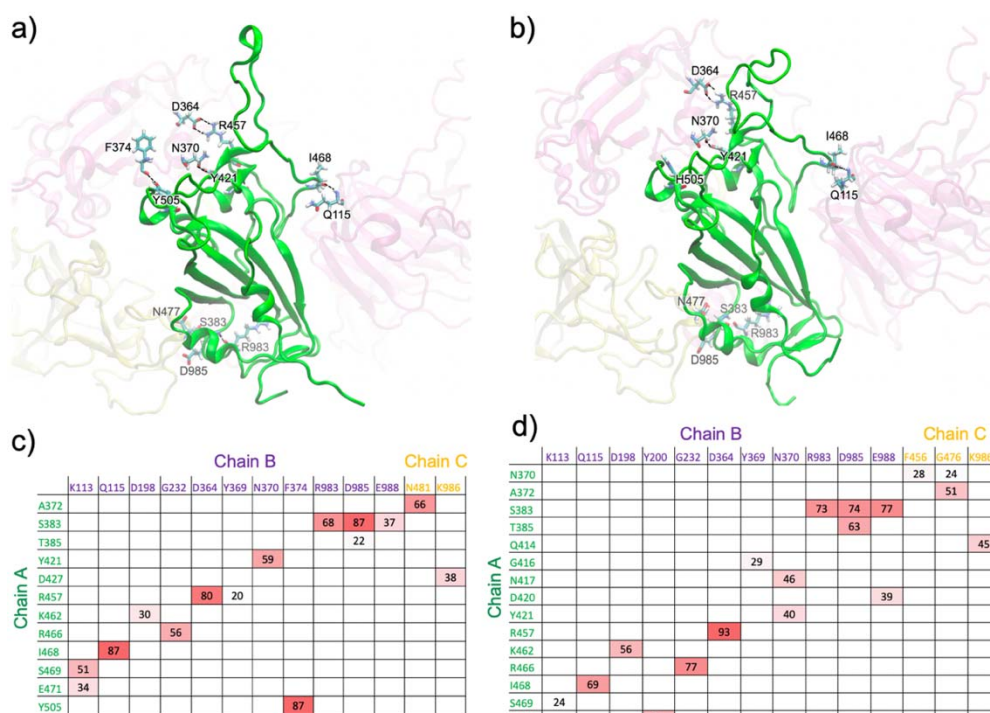 a)
D364
F374
R457
N370
Y421
Y505
I468
Q115
N477
S383
R983
D985
b)
D364
R457
N370
Y421
H505
I468
Q115
N477
S383
R983
D985
c)
Chain B Chain C
K113 Q115 D198 G232 D364 Y369 N370 F374 R983 D985 E988 N481 K986
Chain A
A372 66
S383 68 87 37
T385 22
Y421 59
D427 38
R457 80 20
K462 30
R466 56
I468 87
S469 51
E471 34
Y505 87
d)
Chain B Chain C
K113 Q115 D198 Y200 G232 D364 Y369 N370 R983 D985 E988 F456 G476 K986
Chain A
N370 28 24
A372 51
S383 73 74 77
T385 63
Q414 45
G416 29
N417 46
D420 39
Y421 40
R457 93
K462 56
R466 77
I468 69
S469 24